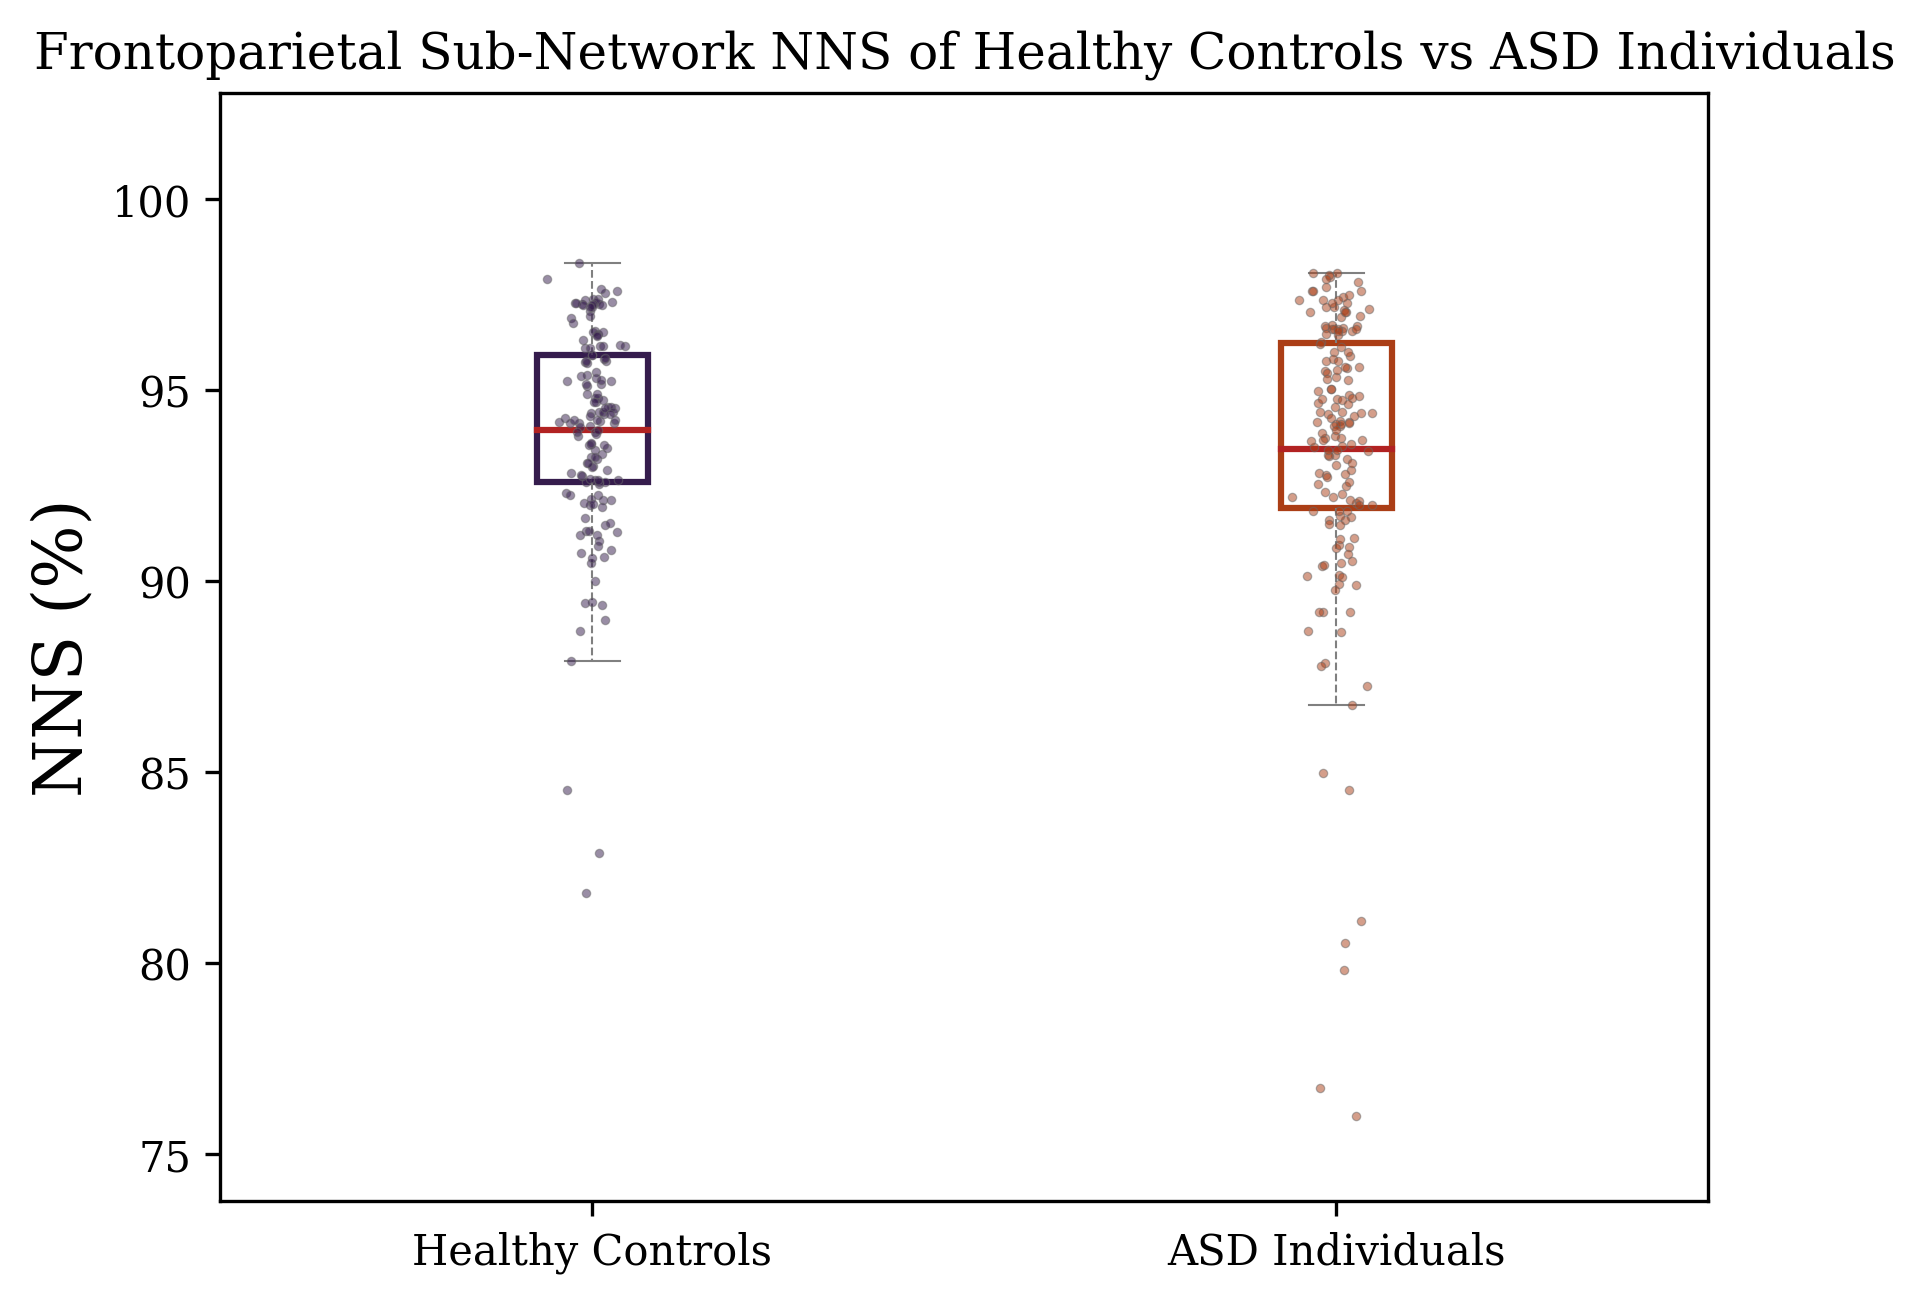 Frontoparietal Sub-Network NNS of Healthy Controls vs ASD Individuals
NNS (%)
100
95
90
85
80
75
Healthy Controls
ASD Individuals